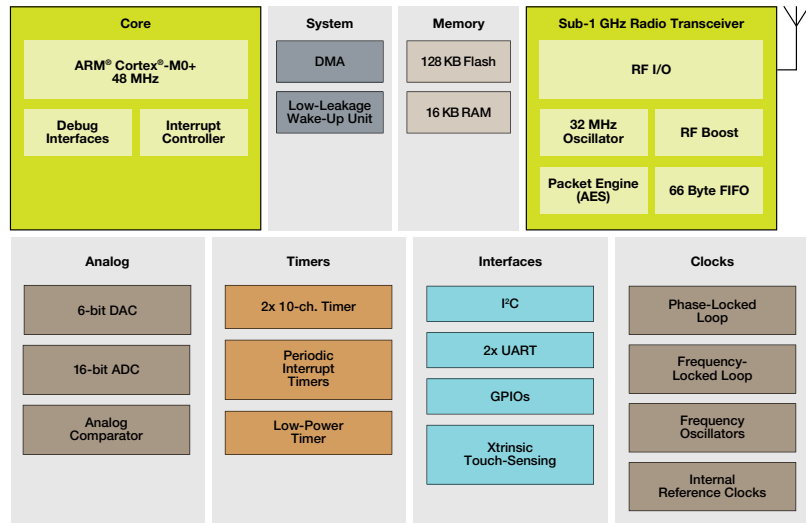 Core
ARM® Cortex®-M0+
48 MHz
Debug
Interfaces
Interrupt
Controller
System
DMA
Low-Leakage
Wake-Up Unit
Memory
128 KB Flash
16 KB RAM
Sub-1 GHz Radio Transceiver
RF I/O
32 MHz
Oscillator
RF Boost
Packet Engine
(AES)
66 Byte FIFO
Analog
6-bit DAC
16-bit ADC
Analog
Comparator
Timers
2x 10-ch. Timer
Periodic
Interrupt
Timers
Low-Power
Timer
Interfaces
I²C
2x UART
GPIOs
Xtrinsic
Touch-Sensing
Clocks
Phase-Locked
Loop
Frequency-
Locked Loop
Frequency
Oscillators
Internal
Reference Clocks